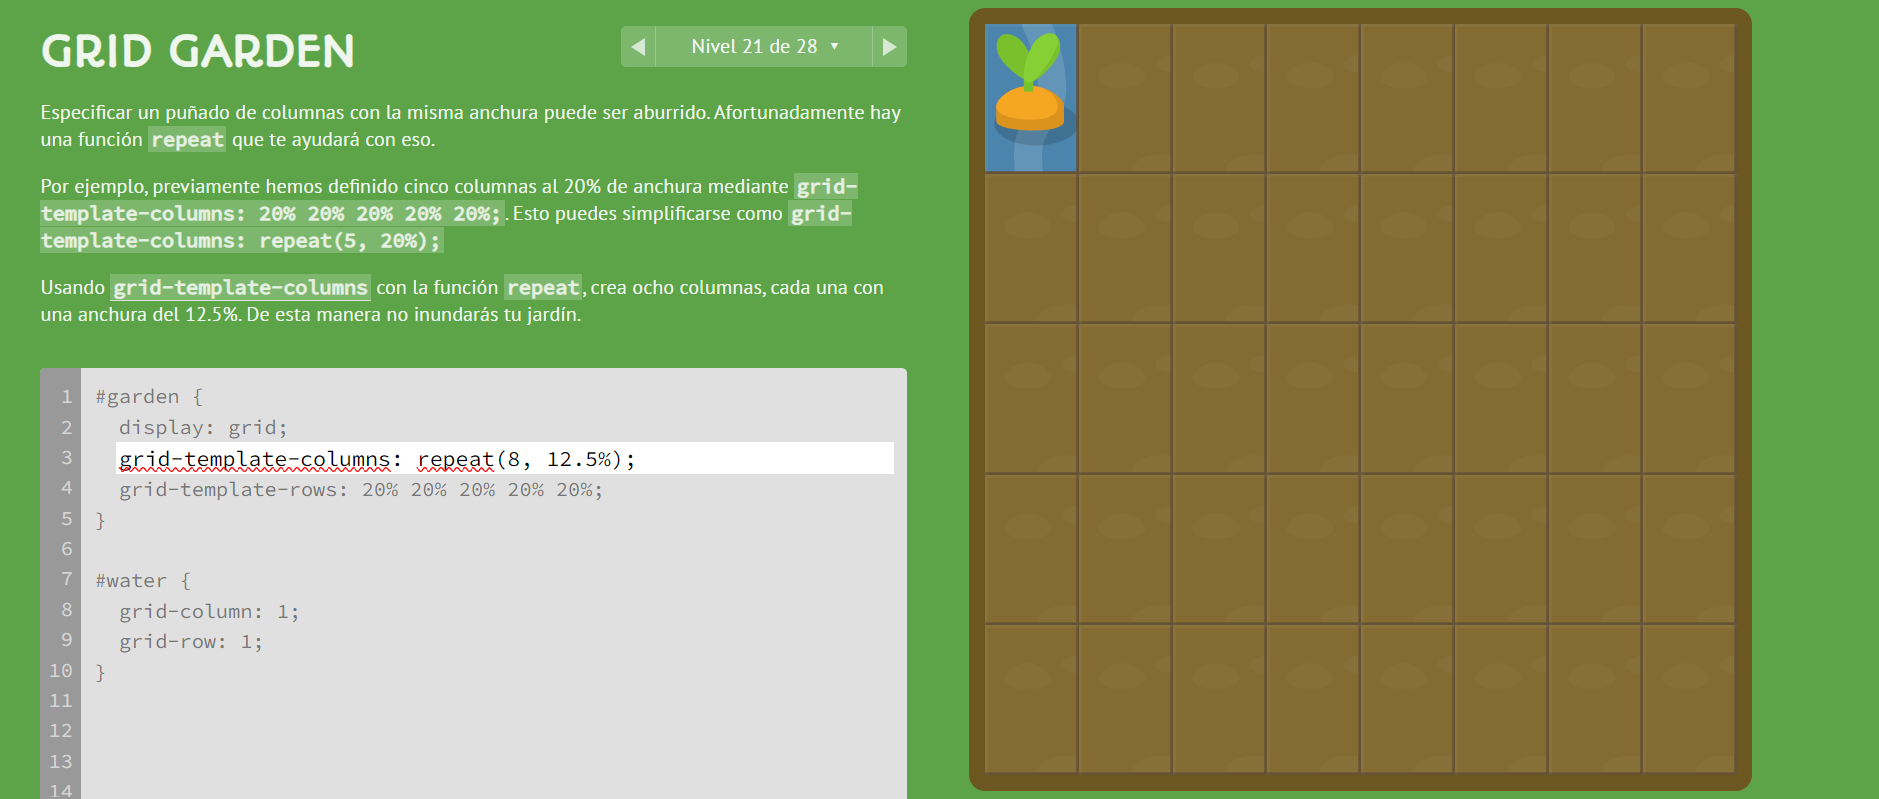 GRID GARDEN
◀ Nivel 21 de 28 ▼ ▶
Especificar un puñado de columnas con la misma anchura puede ser aburrido. Afortunadamente hay
una función repeat que te ayudará con eso.
Por ejemplo, previamente hemos definido cinco columnas al 20% de anchura mediante grid-
template-columns: 20% 20% 20% 20% 20%;. Esto puedes simplificarse como grid-
template-columns: repeat(5, 20%);
Usando grid-template-columns con la función repeat, crea ocho columnas, cada una con
una anchura del 12.5%. De esta manera no inundarás tu jardín.
1 #garden {
2 display: grid;
3 grid-template-columns: repeat(8, 12.5%);
4 grid-template-rows: 20% 20% 20% 20% 20%;
5 }
6
7 #water {
8 grid-column: 1;
9 grid-row: 1;
10 }
11
12
13
14